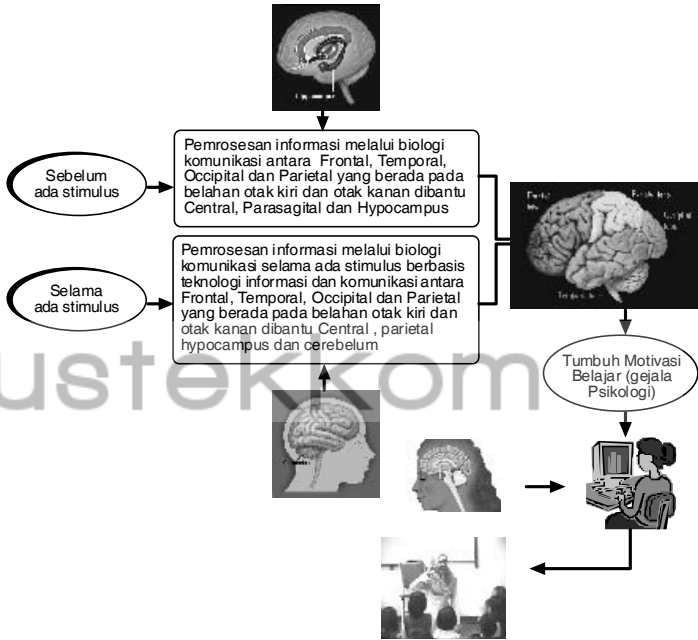 Sebelum
ada stimulus
Pemrosesan informasi melalui biologi
komunikasi antara Frontal, Temporal,
Occipital dan Parietal yang berada pada
belahan otak kiri dan otak kanan dibantu
Central, Parasagital dan Hypocampus
Selama
ada stimulus
Pemrosesan informasi melalui biologi
komunikasi selama ada stimulus berbasis
teknologi informasi dan komunikasi antara
Frontal, Temporal, Occipital dan Parietal
yang berada pada belahan otak kiri dan
otak kanan dibantu Central , parietal
hypocampus dan cerebelum
Tumbuh Motivasi
Belajar (gejala
Psikologi)
ustekkom